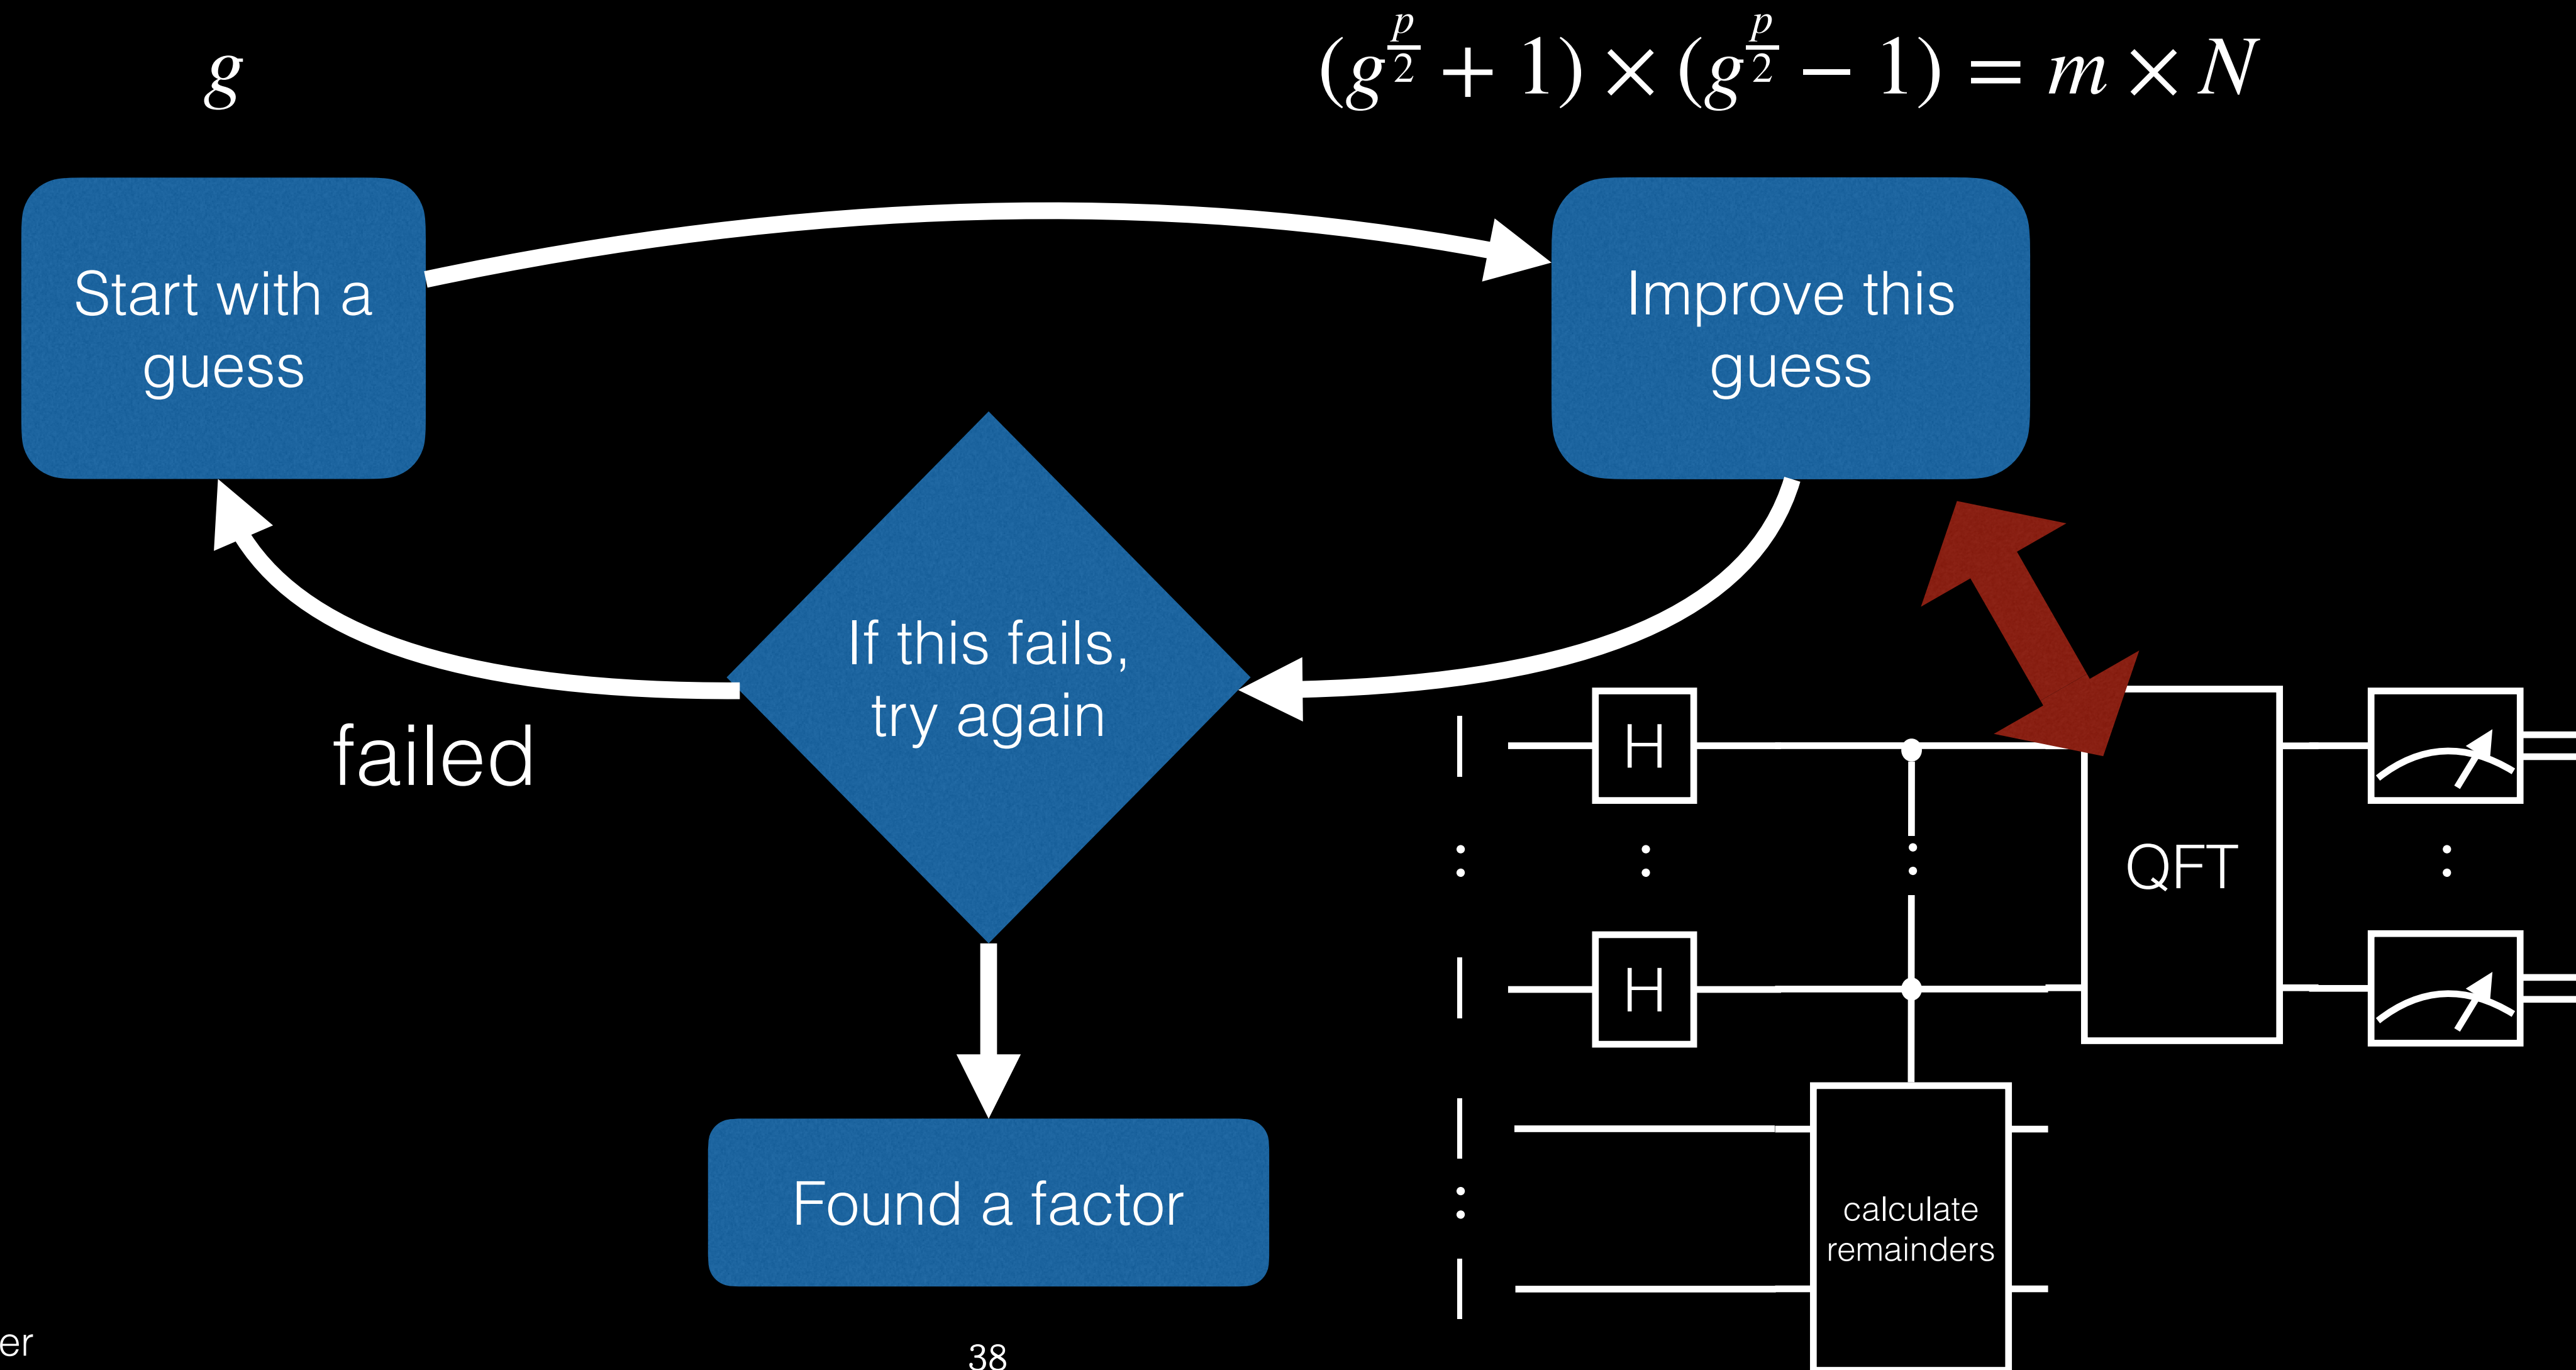 g
(g^{p/2} + 1) × (g^{p/2} − 1) = m × N
Start with a
guess
Improve this
guess
If this fails,
try again
failed
Found a factor
H
H
QFT
calculate
remainders
er
38